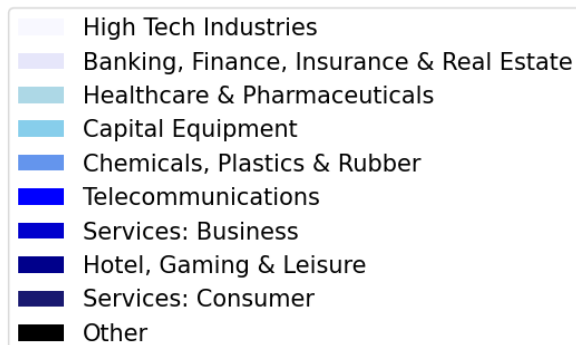 High Tech Industries
Banking, Finance, Insurance & Real Estate
Healthcare & Pharmaceuticals
Capital Equipment
Chemicals, Plastics & Rubber
Telecommunications
Services: Business
Hotel, Gaming & Leisure
Services: Consumer
Other